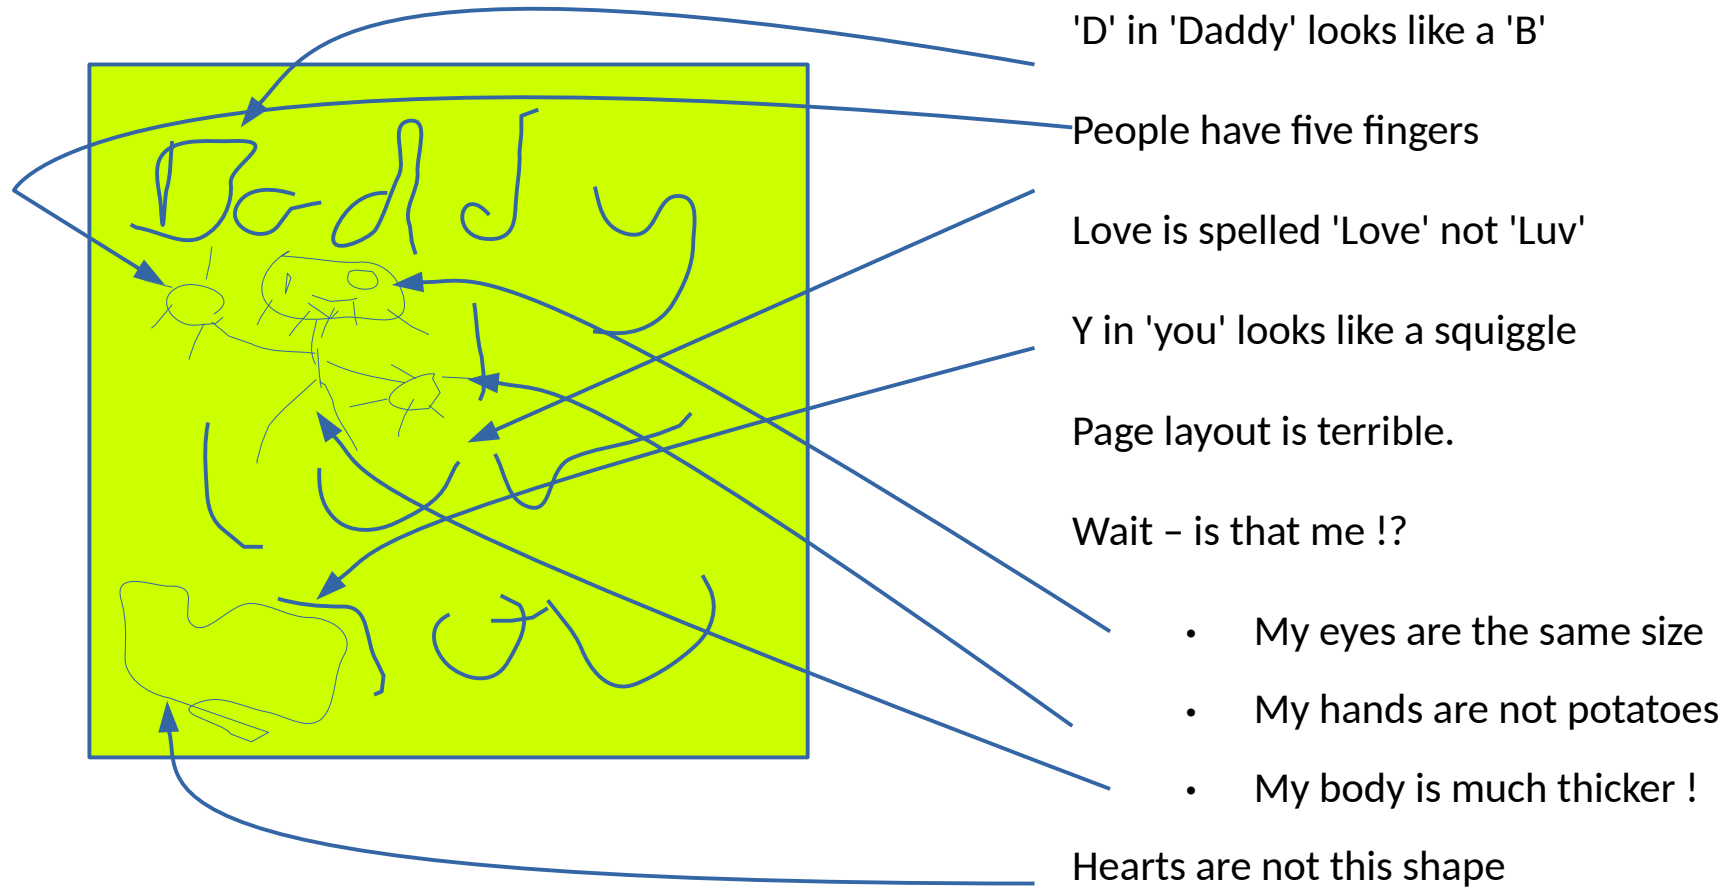 'D' in 'Daddy' looks like a 'B'
People have five fingers
Love is spelled 'Love' not 'Luv'
Y in 'you' looks like a squiggle
Page layout is terrible.
Wait – is that me !?
• My eyes are the same size
• My hands are not potatoes
• My body is much thicker !
Hearts are not this shape
Daddy
Luv
You